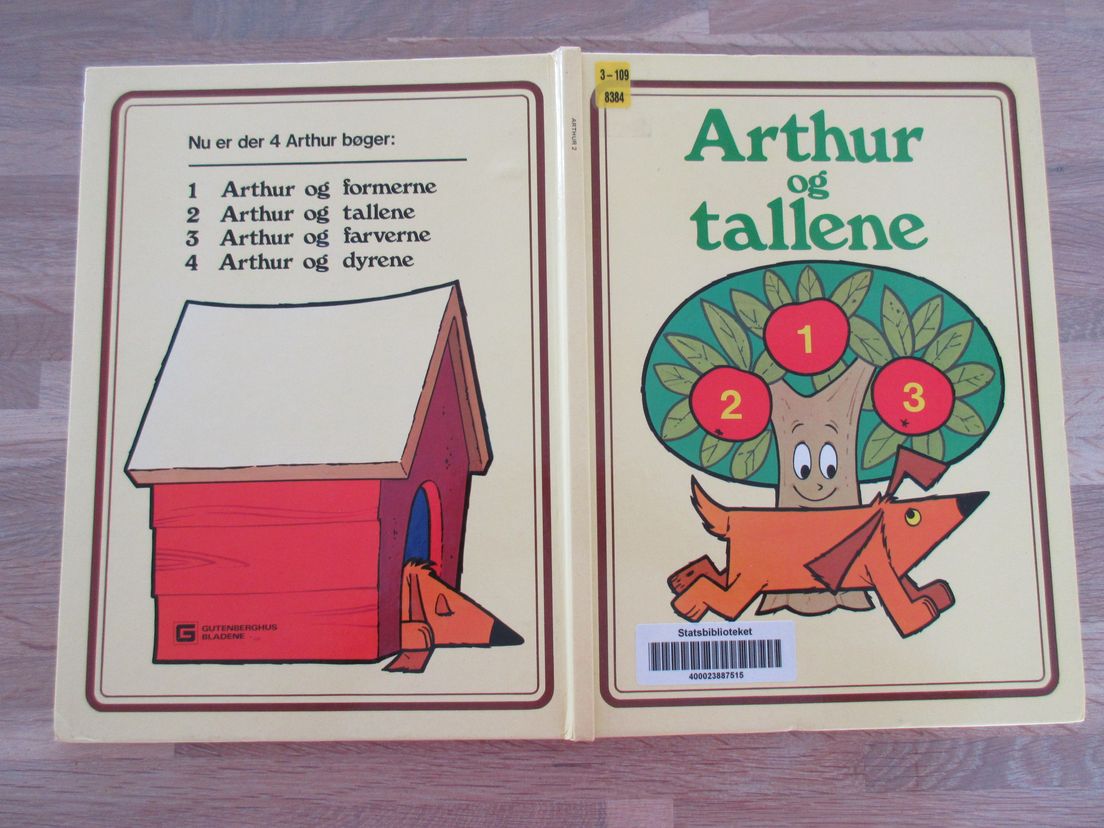 Nu er der 4 Arthur bøger:
1 Arthur og formerne
2 Arthur og tallene
3 Arthur og farverne
4 Arthur og dyrene
G GUTENBERGHUS
BLADENE
ARTHUR 2
3-109
8384
Arthur
og
tallene
1
2
3
Statsbiblioteket
400023887515